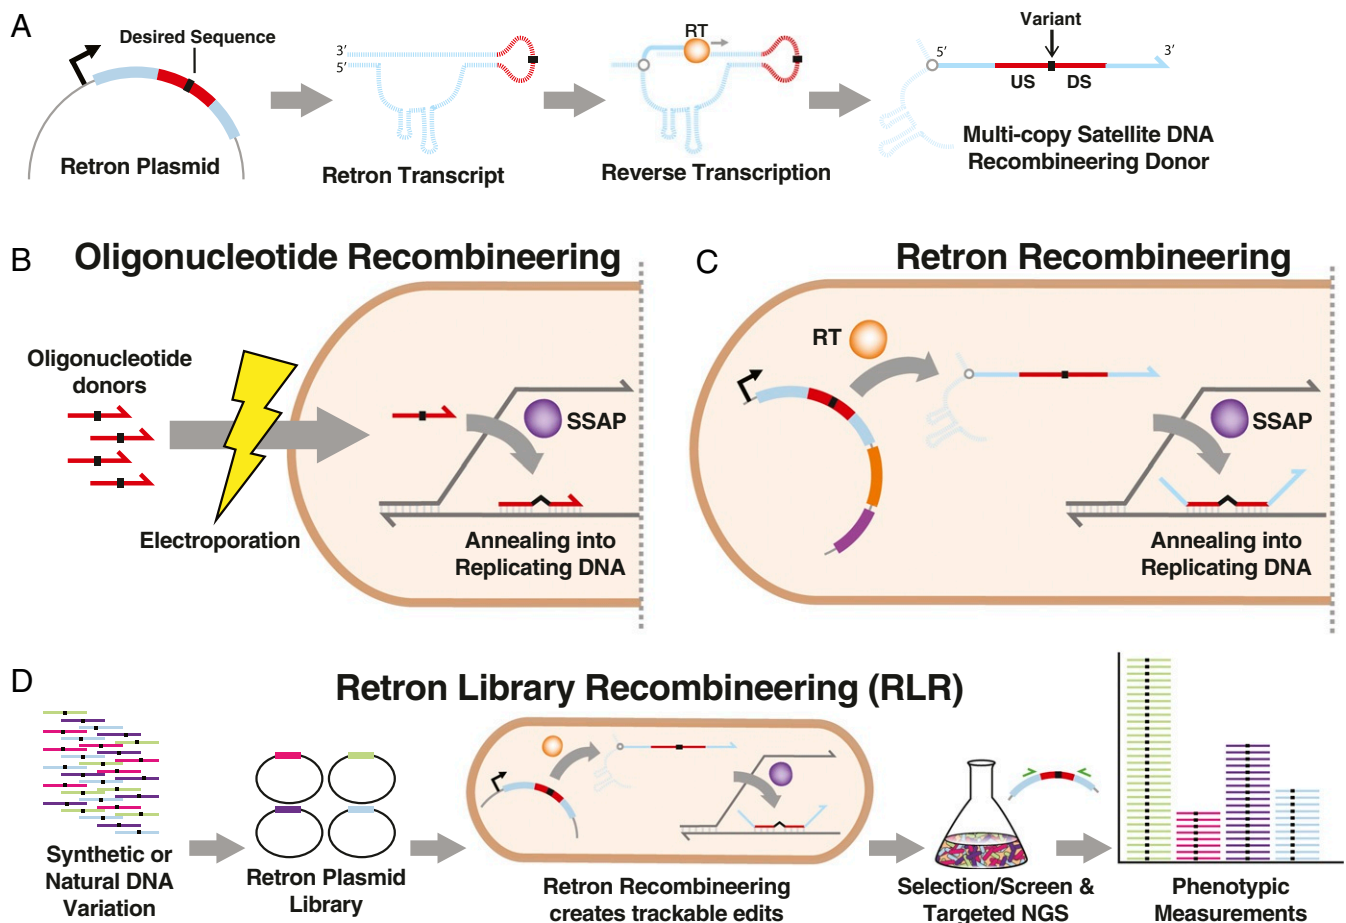 A
Desired Sequence
Retron Plasmid
3′
5′
Retron Transcript
RT
Reverse Transcription
Variant
5′
3′
US
DS
Multi-copy Satellite DNA
Recombineering Donor
B
Oligonucleotide Recombineering
Oligonucleotide
donors
Electroporation
SSAP
Annealing into
Replicating DNA
C
Retron Recombineering
RT
SSAP
Annealing into
Replicating DNA
D
Retron Library Recombineering (RLR)
Synthetic or
Natural DNA
Variation
Retron Plasmid
Library
Retron Recombineering
creates trackable edits
Selection/Screen &
Targeted NGS
Phenotypic
Measurements